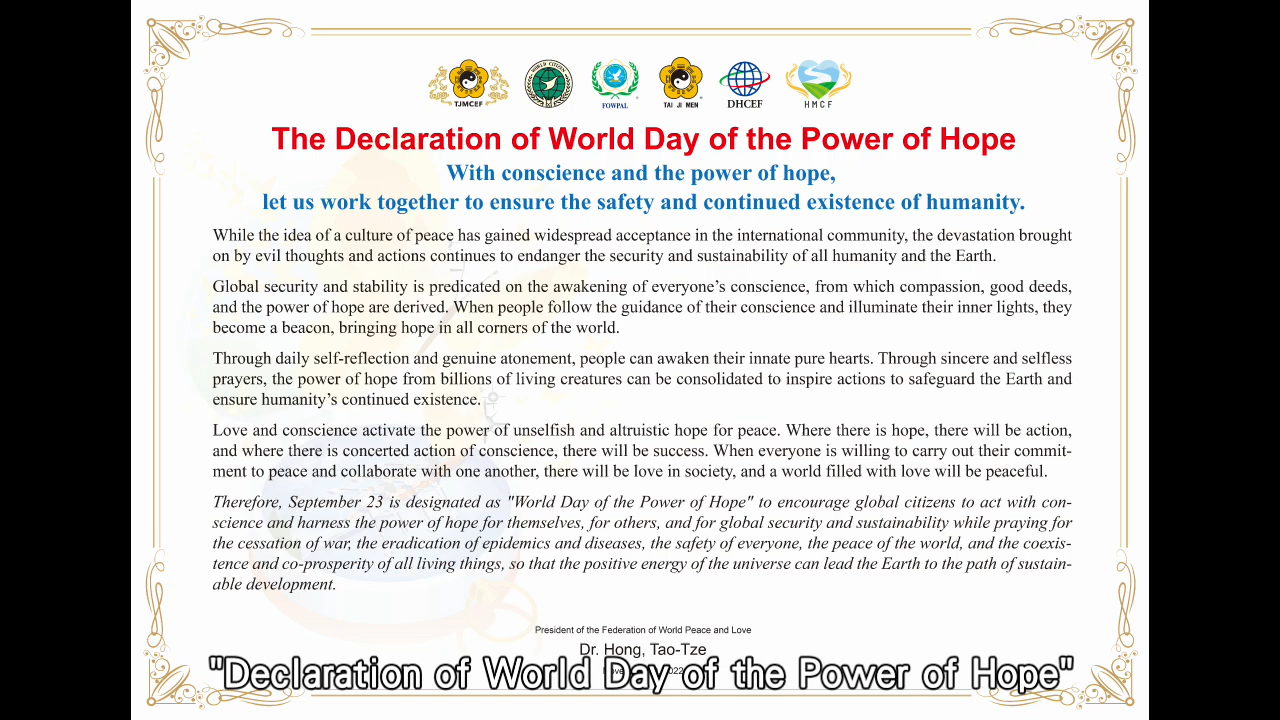 TJMCEF
FOWPAL
TAI JI MEN
DHCEF
HMCF
The Declaration of World Day of the Power of Hope
With conscience and the power of hope,
let us work together to ensure the safety and continued existence of humanity.
While the idea of a culture of peace has gained widespread acceptance in the international community, the devastation brought
on by evil thoughts and actions continues to endanger the security and sustainability of all humanity and the Earth.
Global security and stability is predicated on the awakening of everyone's conscience, from which compassion, good deeds,
and the power of hope are derived. When people follow the guidance of their conscience and illuminate their inner lights, they
become a beacon, bringing hope in all corners of the world.
Through daily self-reflection and genuine atonement, people can awaken their innate pure hearts. Through sincere and selfless
prayers, the power of hope from billions of living creatures can be consolidated to inspire actions to safeguard the Earth and
ensure humanity's continued existence.
Love and conscience activate the power of unselfish and altruistic hope for peace. Where there is hope, there will be action,
and where there is concerted action of conscience, there will be success. When everyone is willing to carry out their commit-
ment to peace and collaborate with one another, there will be love in society, and a world filled with love will be peaceful.
Therefore, September 23 is designated as "World Day of the Power of Hope" to encourage global citizens to act with con-
science and harness the power of hope for themselves, for others, and for global security and sustainability while praying for
the cessation of war, the eradication of epidemics and diseases, the safety of everyone, the peace of the world, and the coexis-
tence and co-prosperity of all living things, so that the positive energy of the universe can lead the Earth to the path of sustain-
able development.
President of the Federation of World Peace and Love
Dr. Hong, Tao-Tze
"Declaration of World Day of the Power of Hope"